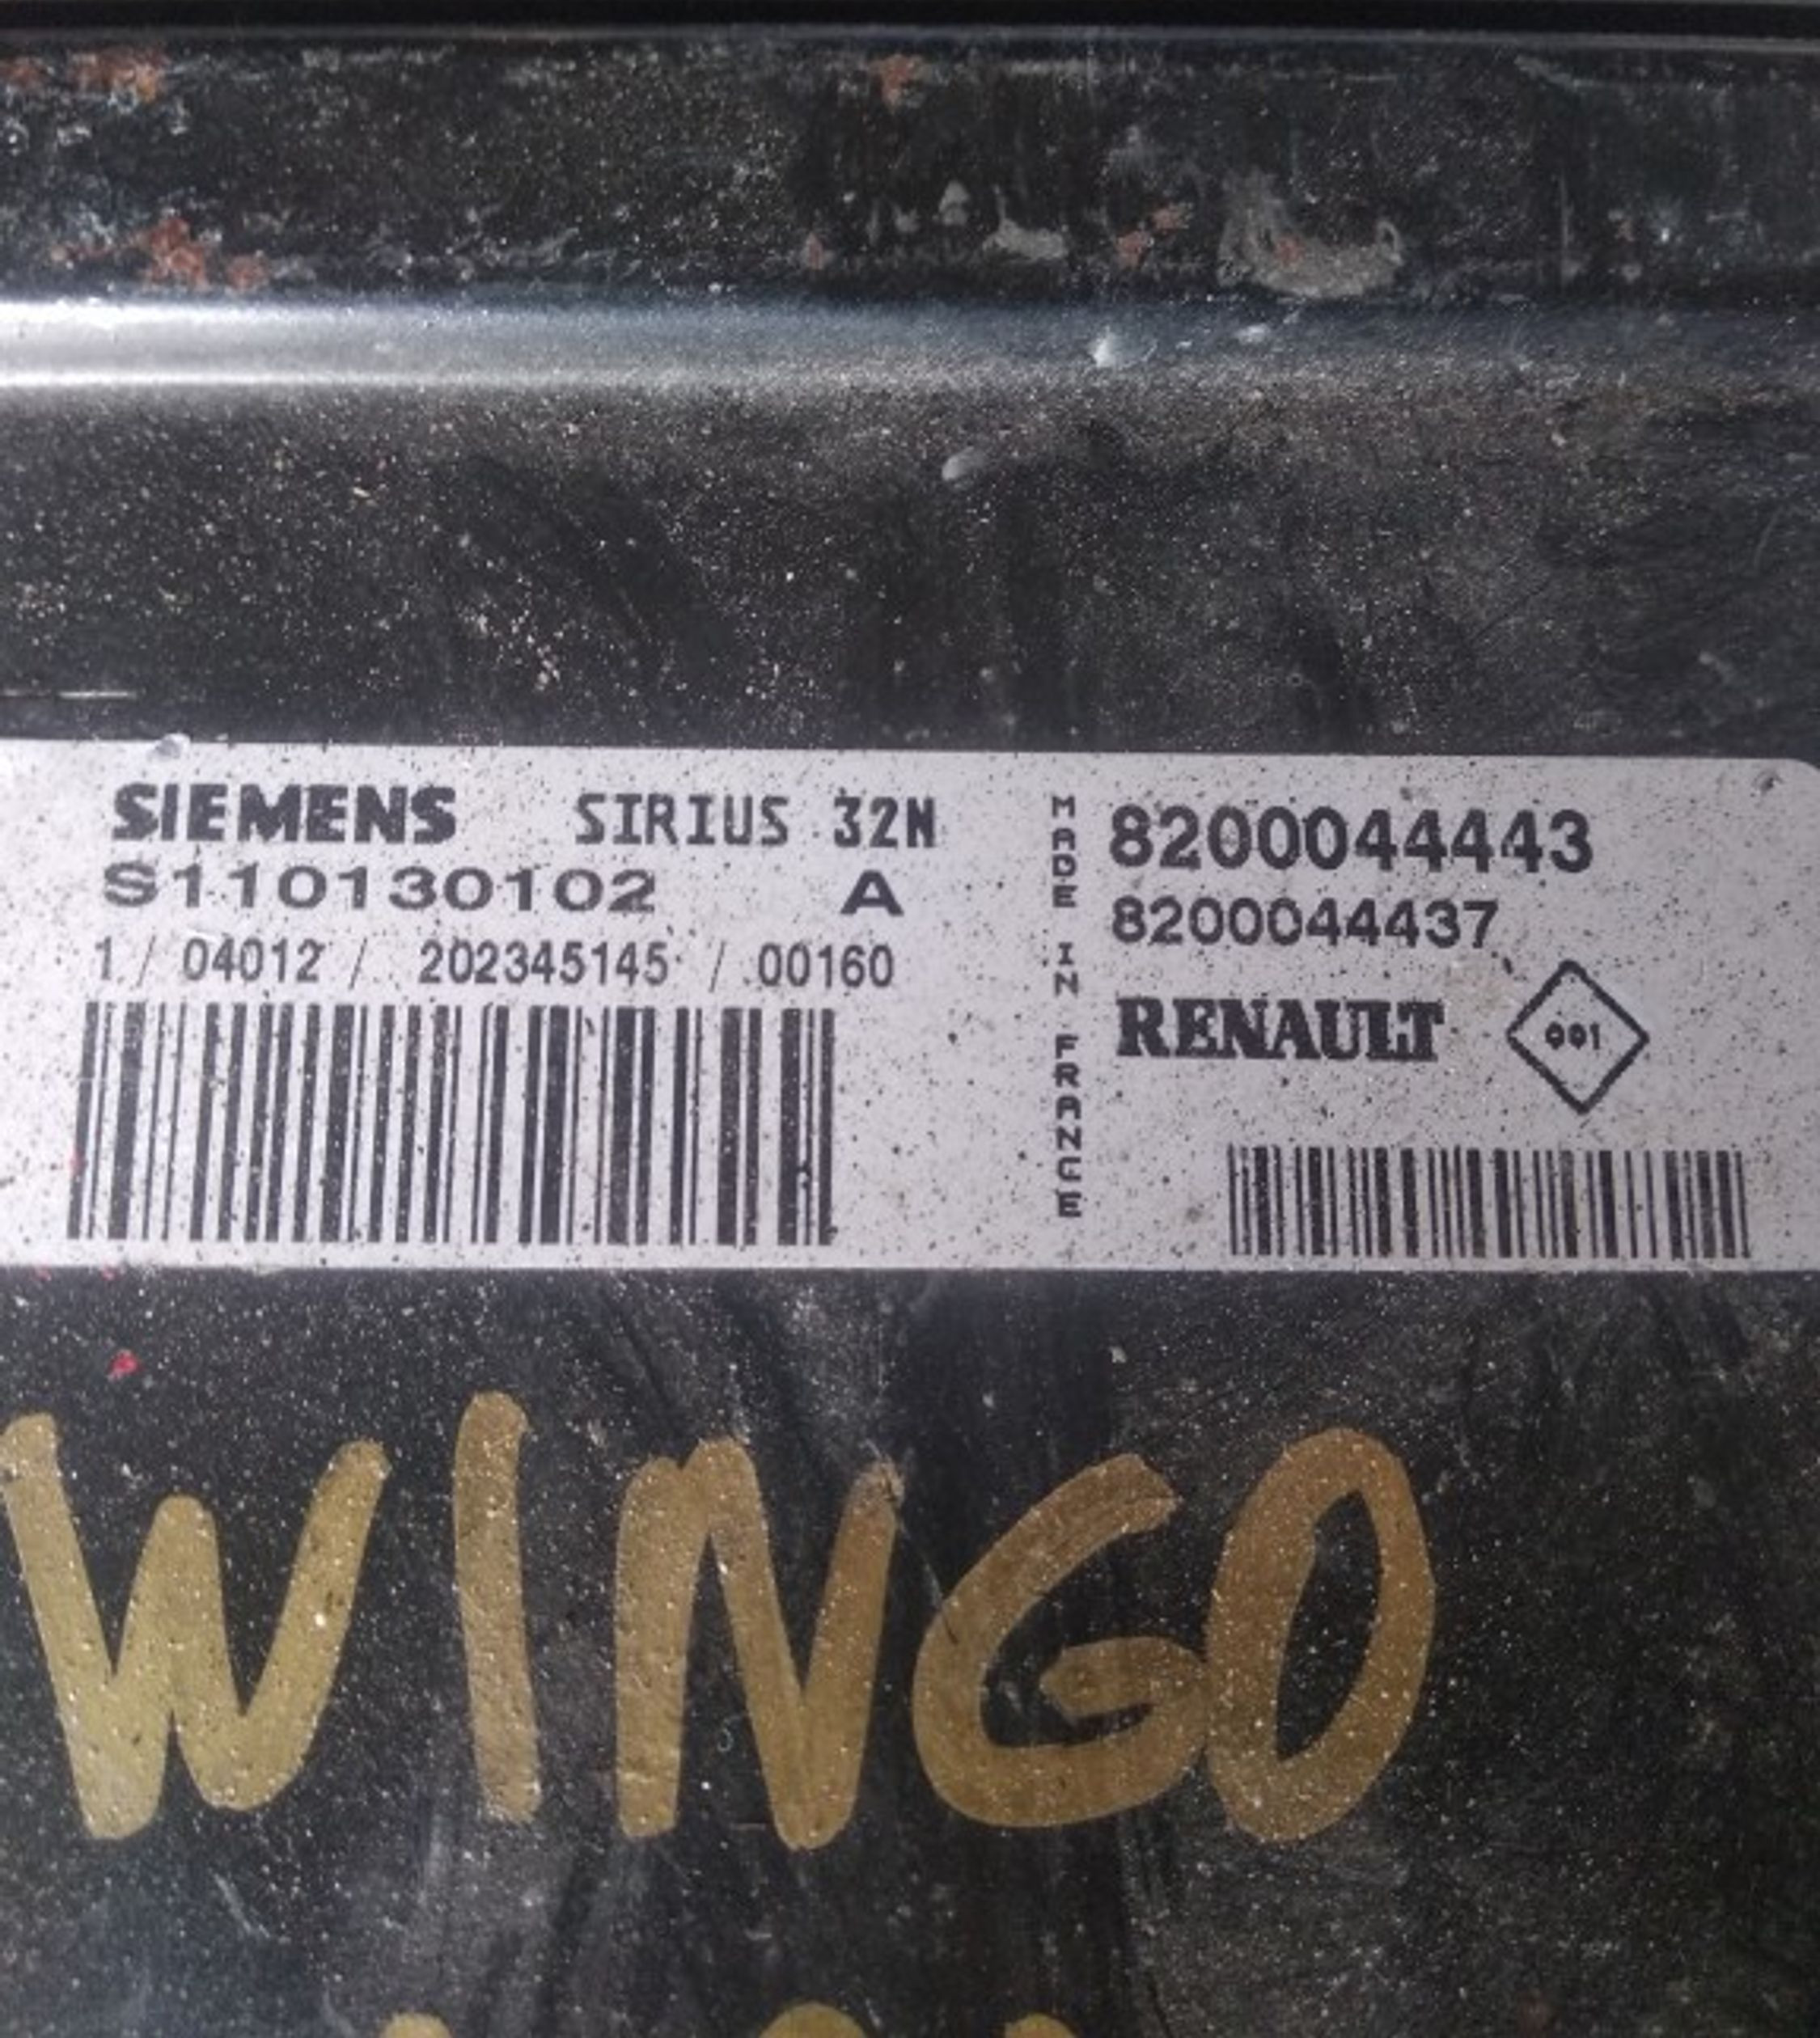 SIEMENS SIRIUS 32N
S110130102 A
1 / 04012 / 202345145 / 00160
MADE IN FRANCE
8200044443
8200044437
RENAULT 001
WINGO